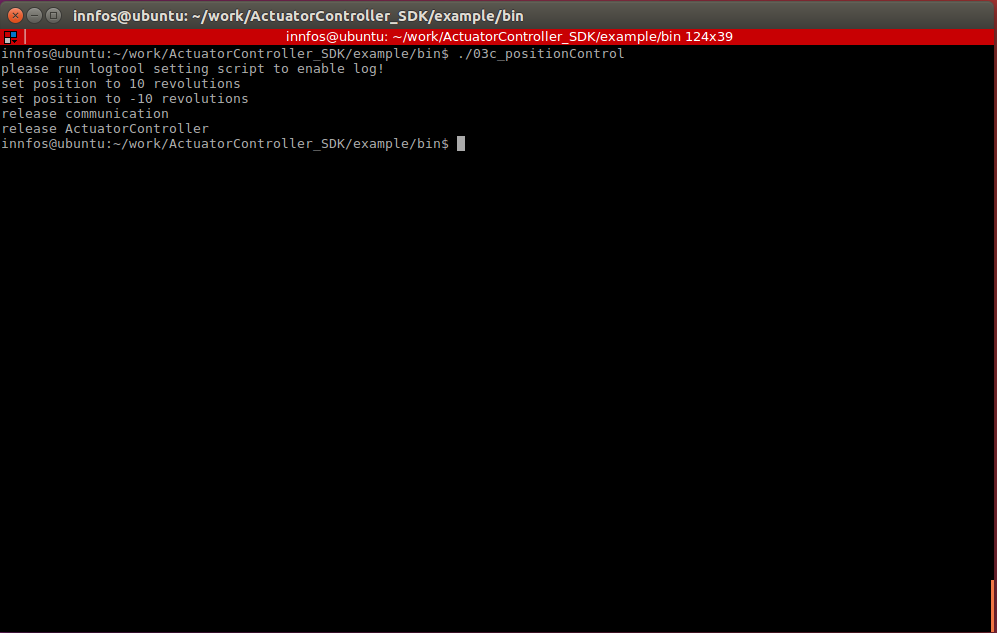 innfos@ubuntu: ~/work/ActuatorController_SDK/example/bin
innfos@ubuntu: ~/work/ActuatorController_SDK/example/bin 124x39
innfos@ubuntu:~/work/ActuatorController_SDK/example/bin$ ./03c_positionControl
please run logtool setting script to enable log!
set position to 10 revolutions
set position to -10 revolutions
release communication
release ActuatorController
innfos@ubuntu:~/work/ActuatorController_SDK/example/bin$